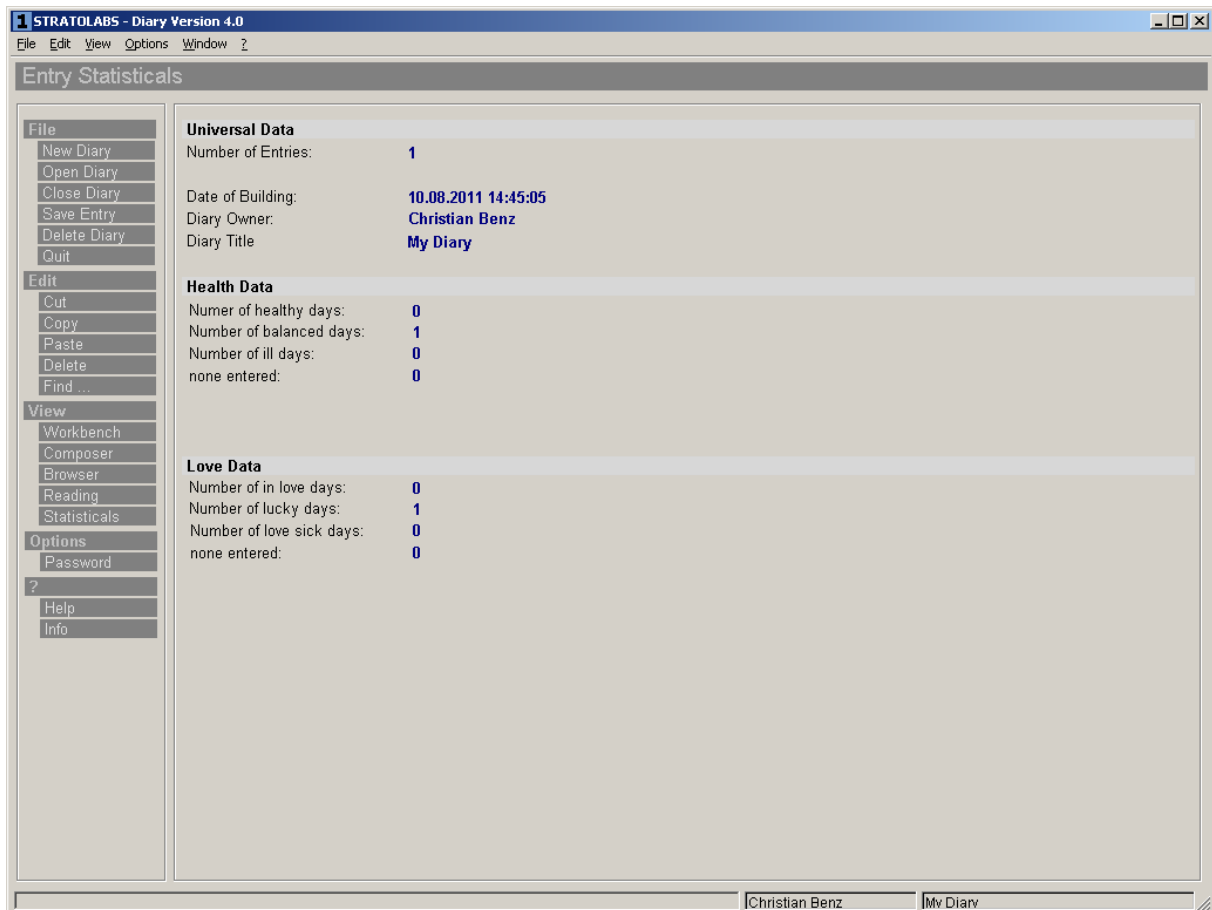 1 STRATOLABS - Diary Version 4.0
File Edit View Options Window ?
Entry Statisticals
File
New Diary
Open Diary
Close Diary
Save Entry
Delete Diary
Quit
Edit
Cut
Copy
Paste
Delete
Find ...
View
Workbench
Composer
Browser
Reading
Statisticals
Options
Password
?
Help
Info
Universal Data
Number of Entries: 1
Date of Building: 10.08.2011 14:45:05
Diary Owner: Christian Benz
Diary Title My Diary
Health Data
Numer of healthy days: 0
Number of balanced days: 1
Number of ill days: 0
none entered: 0
Love Data
Number of in love days: 0
Number of lucky days: 1
Number of love sick days: 0
none entered: 0
Christian Benz My Diary